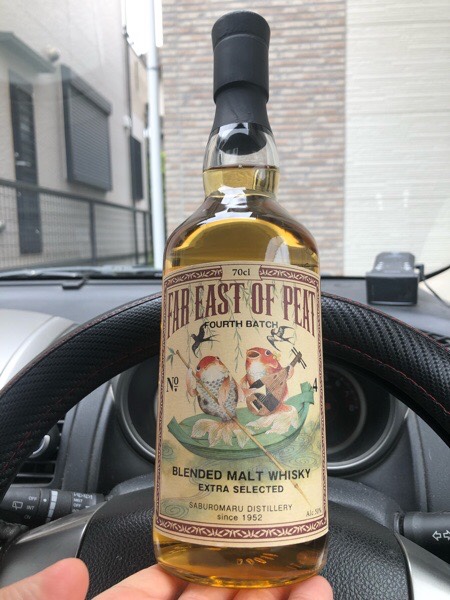 70cl
FAR EAST OF PEAT
FOURTH BATCH
No. 4
BLENDED MALT WHISKY
EXTRA SELECTED
SABUROMARU DISTILLERY
since 1952